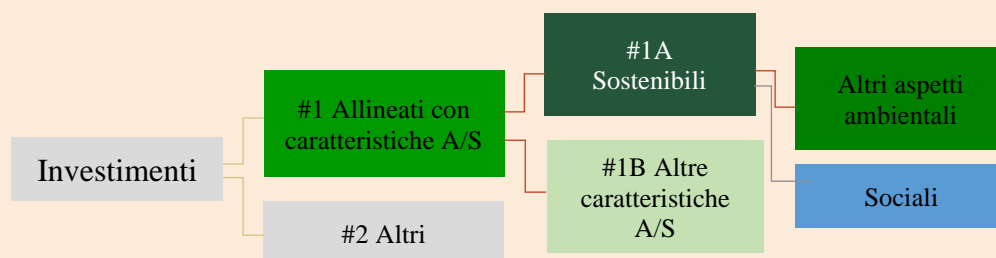 Investimenti
#1 Allineati con
caratteristiche A/S
#2 Altri
#1A
Sostenibili
#1B Altre
caratteristiche
A/S
Altri aspetti
ambientali
Sociali